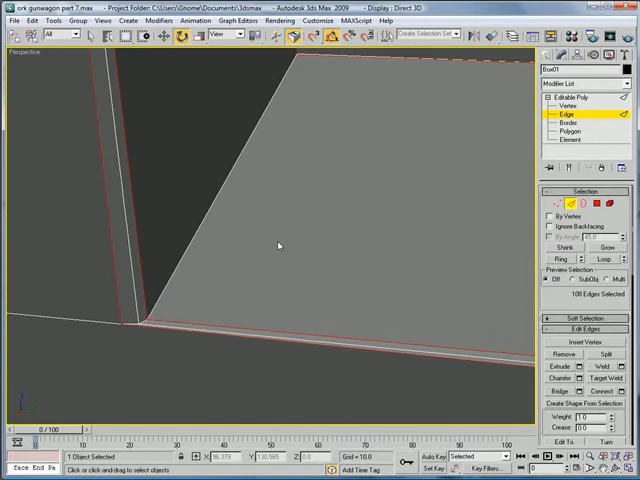 ork gunwagon part 7.max - Project Folder: C:\Users\Gnome\Documents\3dsmax - Autodesk 3ds Max 2009 - Display : Direct 3D
File Edit Tools Group Views Create Modifiers Animation Graph Editors Rendering Customize MAXScript Help
All View Create Selection Set
Perspective
Box01
Modifier List
Editable Poly
Vertex
Edge
Border
Polygon
Element
Selection
By Vertex
Ignore Backfacing
By Angle: 45.0
Shrink Grow
Ring Loop
Preview Selection
Off SubObj Multi
108 Edges Selected
Soft Selection
Edit Edges
Insert Vertex
Remove Split
Extrude Weld
Chamfer Target Weld
Bridge Connect
Create Shape From Selection
Weight: 1.0
Crease: 0.0
Edit Tri. Turn
0 / 100
0 10 20 30 40 50 60 70 80 90 100
1 Object Selected X: 96.379 Y: 130.585 Z: 0.0 Grid = 10.0 Auto Key Selected
face End Pa Click or click-and-drag to select objects Add Time Tag Set Key Key Filters... 0